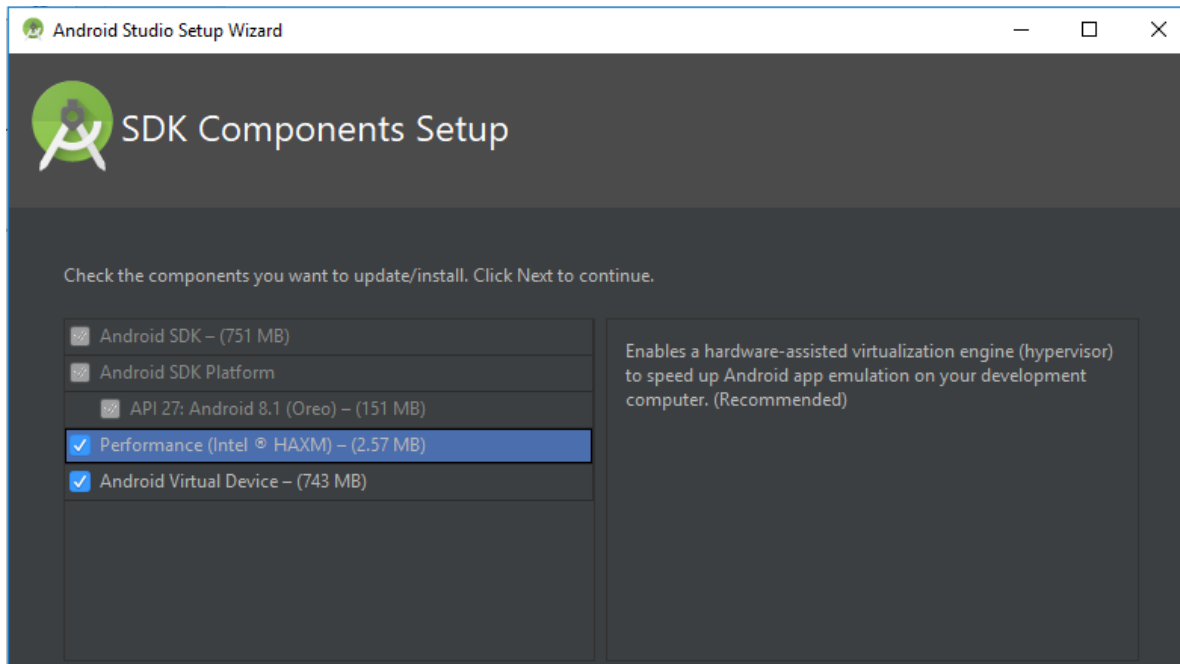 Android Studio Setup Wizard
SDK Components Setup
Check the components you want to update/install. Click Next to continue.
Android SDK – (751 MB)
Android SDK Platform
API 27: Android 8.1 (Oreo) – (151 MB)
Performance (Intel ® HAXM) – (2.57 MB)
Android Virtual Device – (743 MB)
Enables a hardware-assisted virtualization engine (hypervisor)
to speed up Android app emulation on your development
computer. (Recommended)